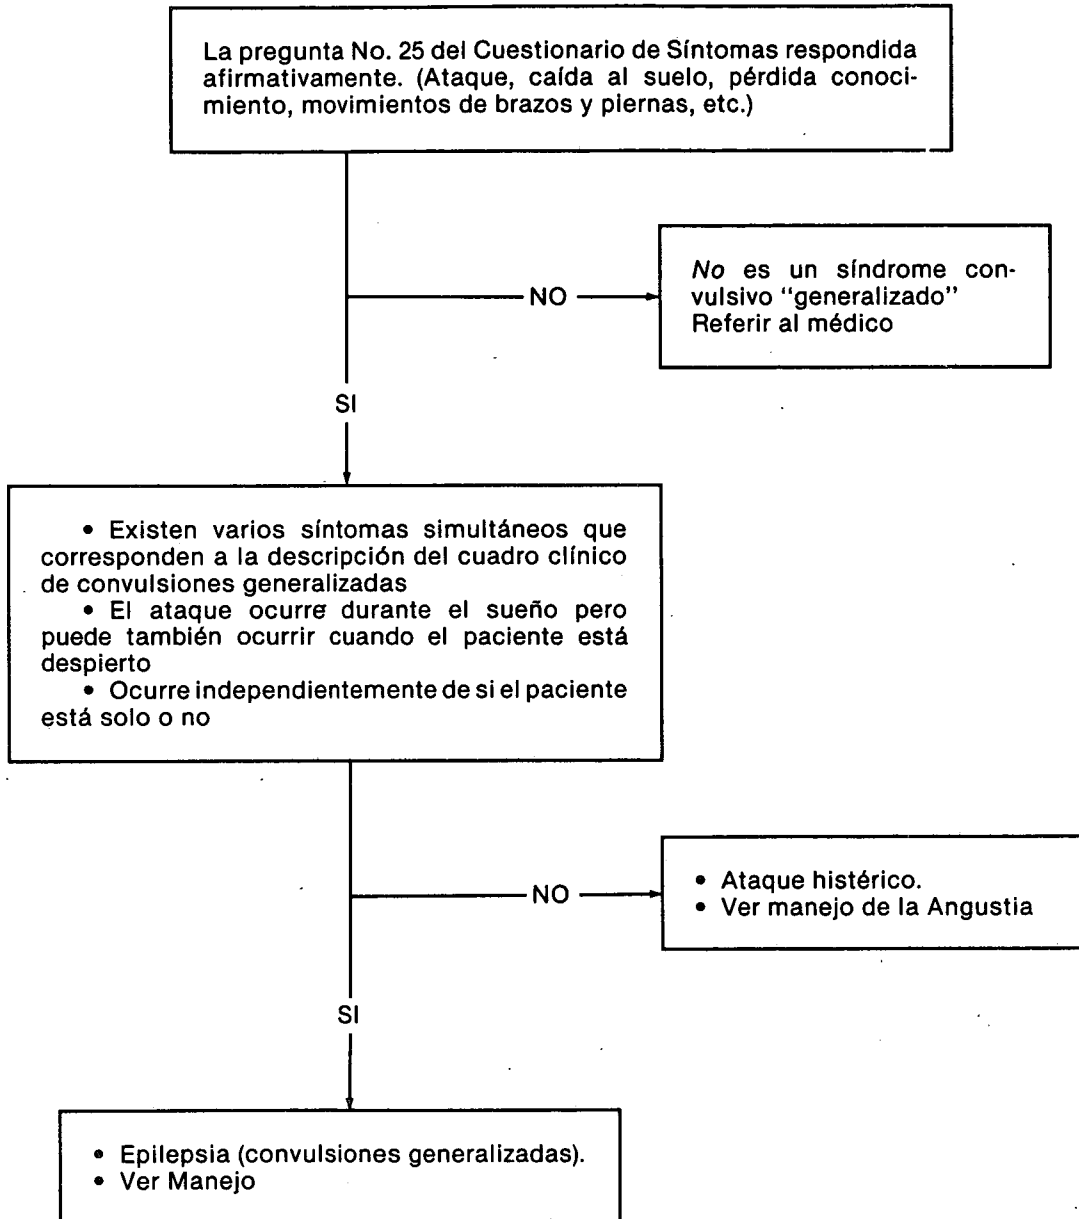 La pregunta No. 25 del Cuestionario de Síntomas respondida
afirmativamente. (Ataque, caída al suelo, pérdida conoci-
miento, movimientos de brazos y piernas, etc.)
No es un síndrome con-
vulsivo "generalizado"
Referir al médico
NO
SI
• Existen varios síntomas simultáneos que
corresponden a la descripción del cuadro clínico
de convulsiones generalizadas
• El ataque ocurre durante el sueño pero
puede también ocurrir cuando el paciente está
despierto
• Ocurre independientemente de si el paciente
está solo o no
NO
• Ataque histérico.
• Ver manejo de la Angustia
SI
• Epilepsia (convulsiones generalizadas).
• Ver Manejo